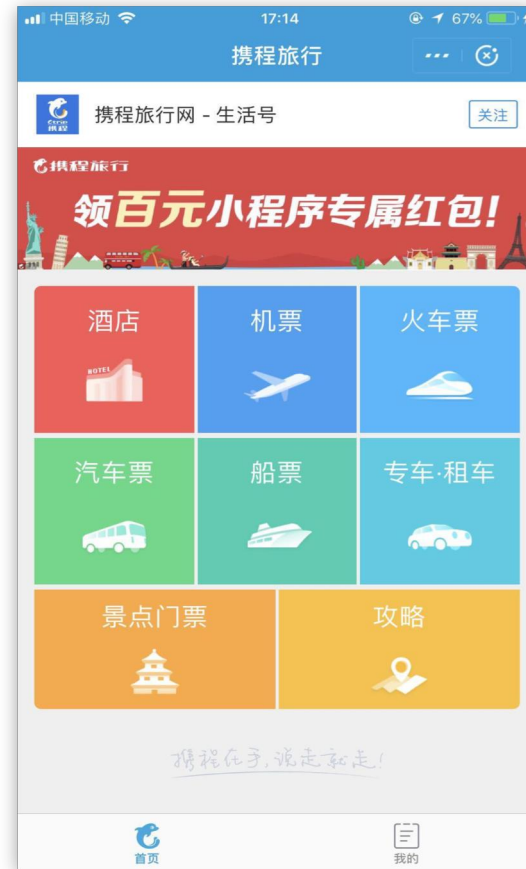 中国移动 17:14 67%
携程旅行
Ctrip
携程
携程旅行网 - 生活号 关注
携程旅行
领百元小程序专属红包!
酒店 机票 火车票
HOTEL
汽车票 船票 专车·租车
景点门票 攻略
携程在手,说走就走!
首页 我的